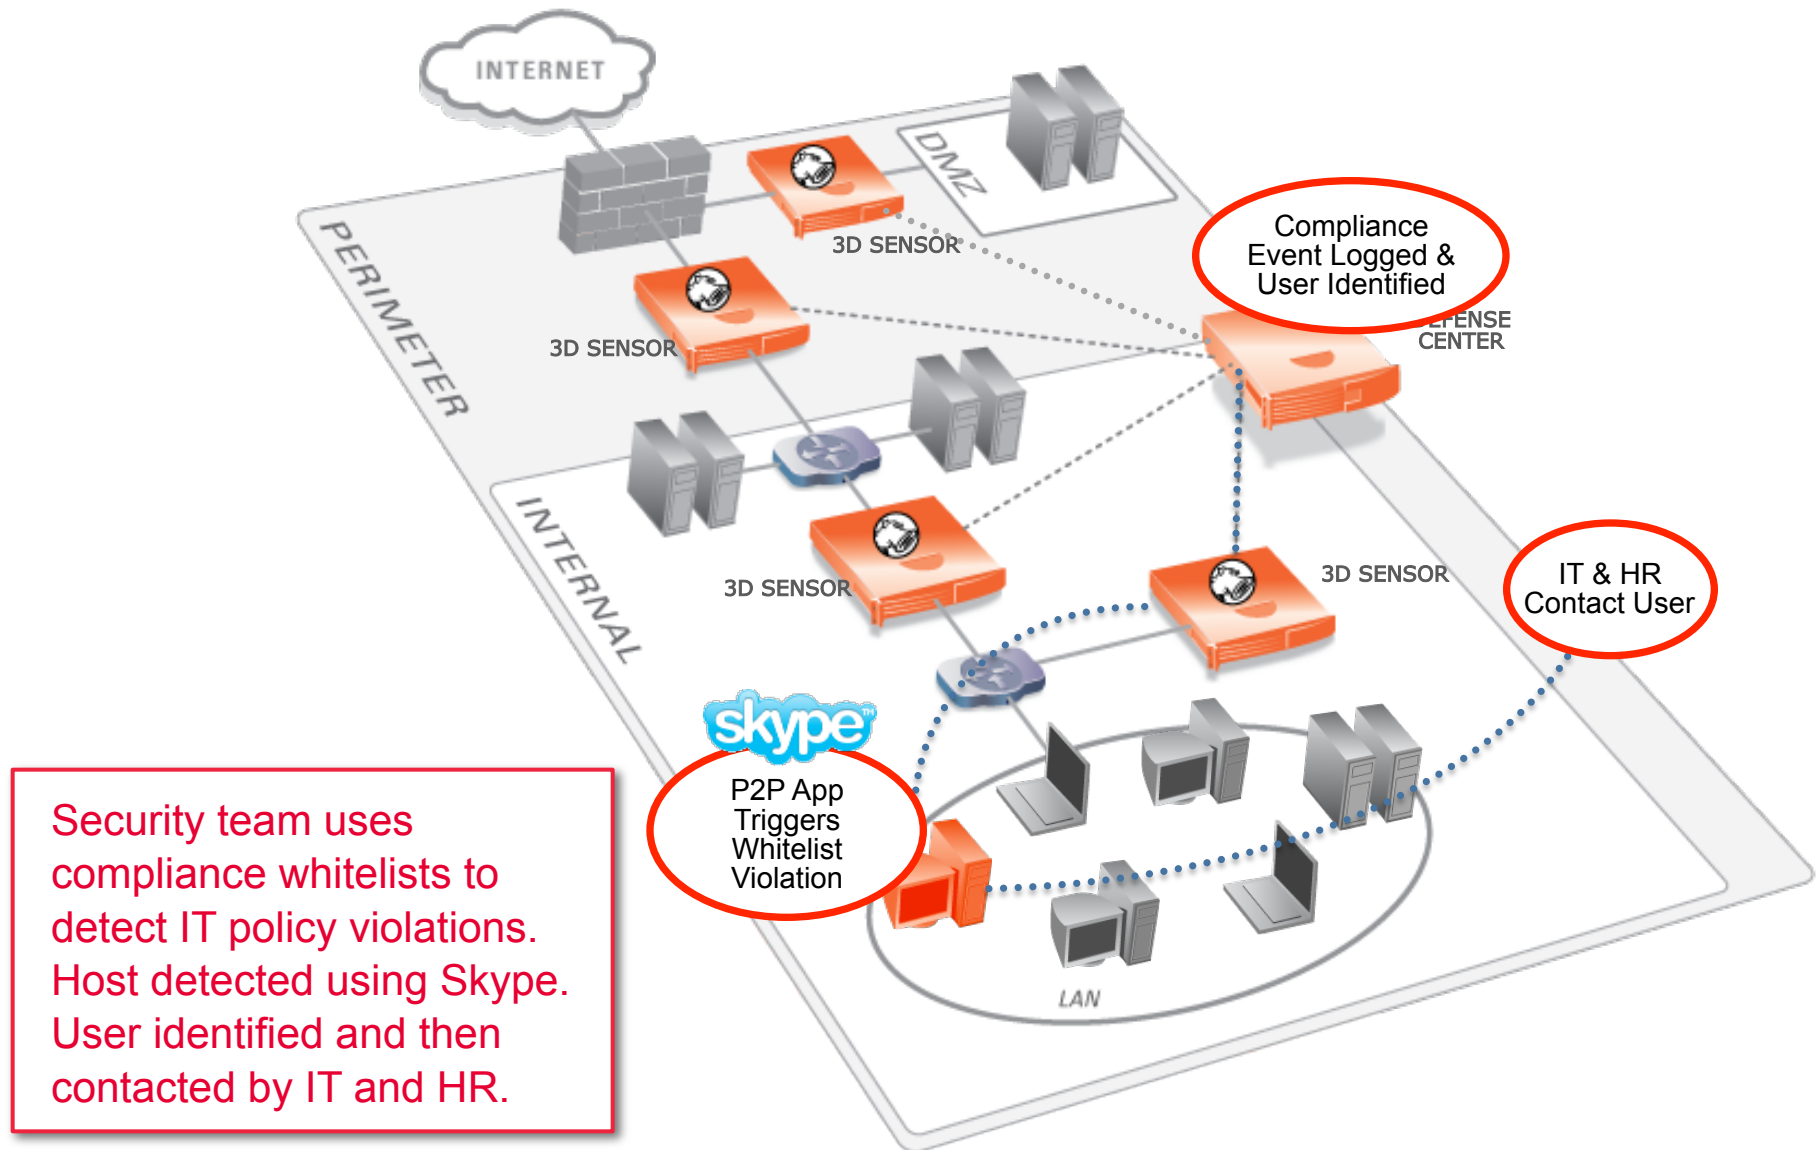 INTERNET
DMZ
PERIMETER
3D SENSOR
3D SENSOR
Compliance
Event Logged &
User Identified
CENTER
INTERNAL
3D SENSOR
3D SENSOR
IT & HR
Contact User
skype™
P2P App
Triggers
Whitelist
Violation
LAN
Security team uses
compliance whitelists to
detect IT policy violations.
Host detected using Skype.
User identified and then
contacted by IT and HR.